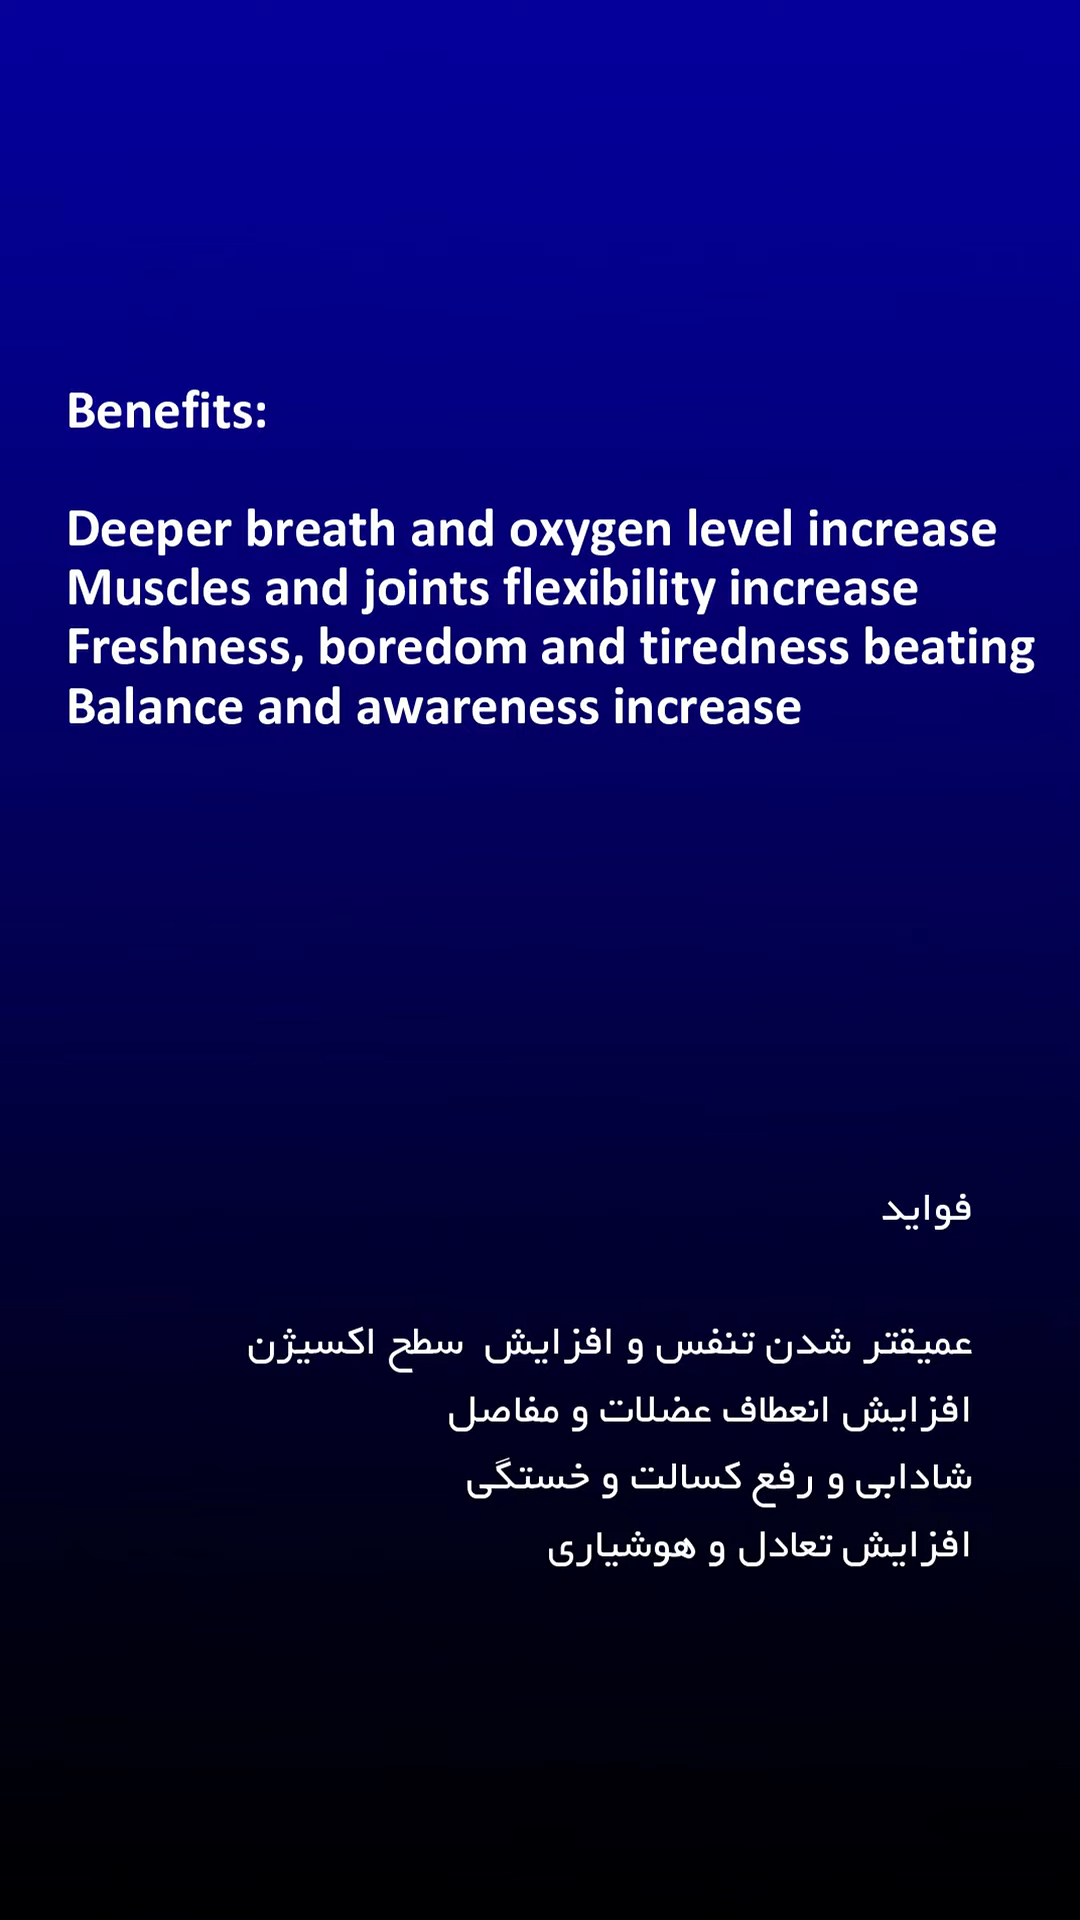 Benefits:
Deeper breath and oxygen level increase
Muscles and joints flexibility increase
Freshness, boredom and tiredness beating
Balance and awareness increase
فواید
عمیقتر شدن تنفس و افزایش سطح اکسیژن
افزایش انعطاف عضلات و مفاصل
شادابی و رفع کسالت و خستگی
افزایش تعادل و هوشیاری